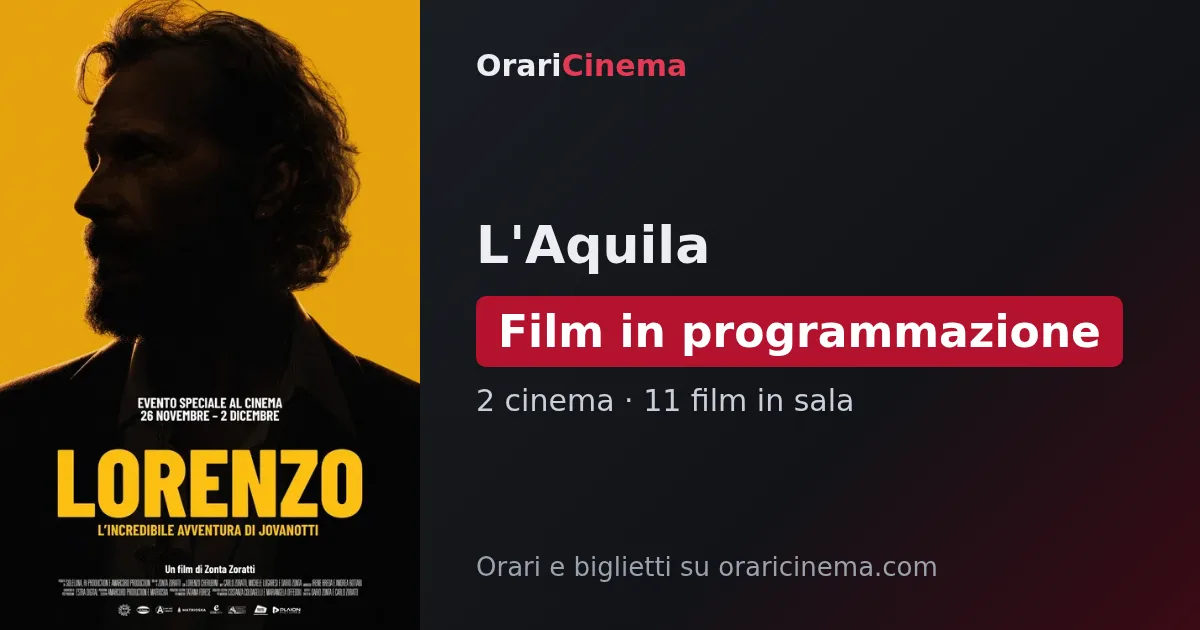 EVENTO SPECIALE AL CINEMA
26 NOVEMBRE – 2 DICEMBRE
LORENZO
L'INCREDIBILE AVVENTURA DI JOVANOTTI
Un film di Zonta Zoratti
OrariCinema
L'Aquila
Film in programmazione
2 cinema · 11 film in sala
Orari e biglietti su oraricinema.com